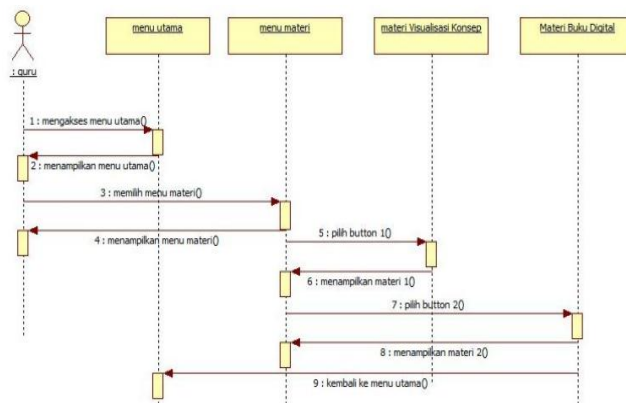 menu utama
menu materi
materi Visualisasi Konsep
Materi Buku Digital
: guru
1 : mengakses menu utama()
2 : menampilkan menu utama()
3 : memilih menu materi()
4 : menampilkan menu materi()
5 : pilih button 1()
6 : menampilkan materi 1()
7 : pilih button 2()
8 : menampilkan materi 2()
9 : kembali ke menu utama()